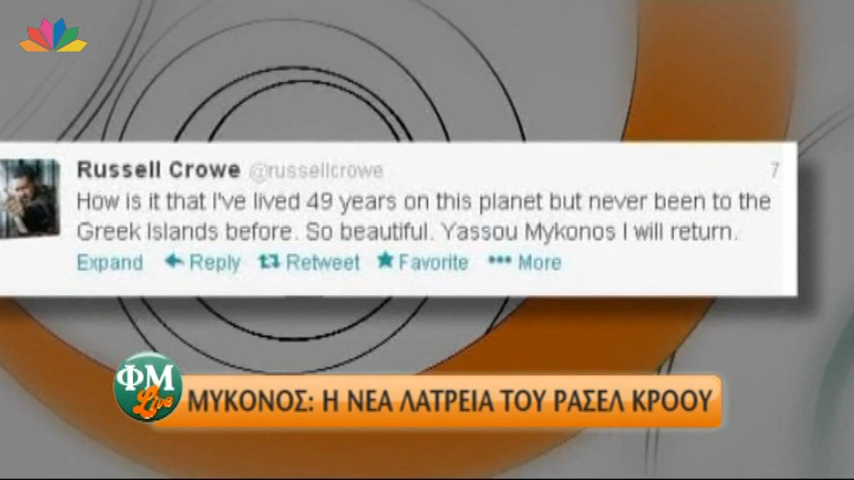 Russell Crowe @russellcrowe 7
How is it that I've lived 49 years on this planet but never been to the
Greek Islands before. So beautiful. Yassou Mykonos I will return.
Expand Reply Retweet Favorite More
ΦΜ
Live
ΜΥΚΟΝΟΣ: Η ΝΕΑ ΛΑΤΡΕΙΑ ΤΟΥ ΡΑΣΕΛ ΚΡΟΟΥ